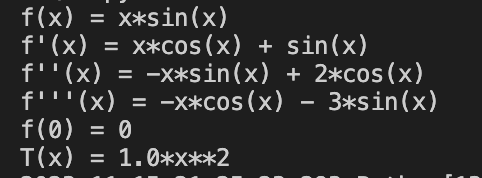 f(x) = x*sin(x)
f'(x) = x*cos(x) + sin(x)
f''(x) = -x*sin(x) + 2*cos(x)
f'''(x) = -x*cos(x) - 3*sin(x)
f(0) = 0
T(x) = 1.0*x**2